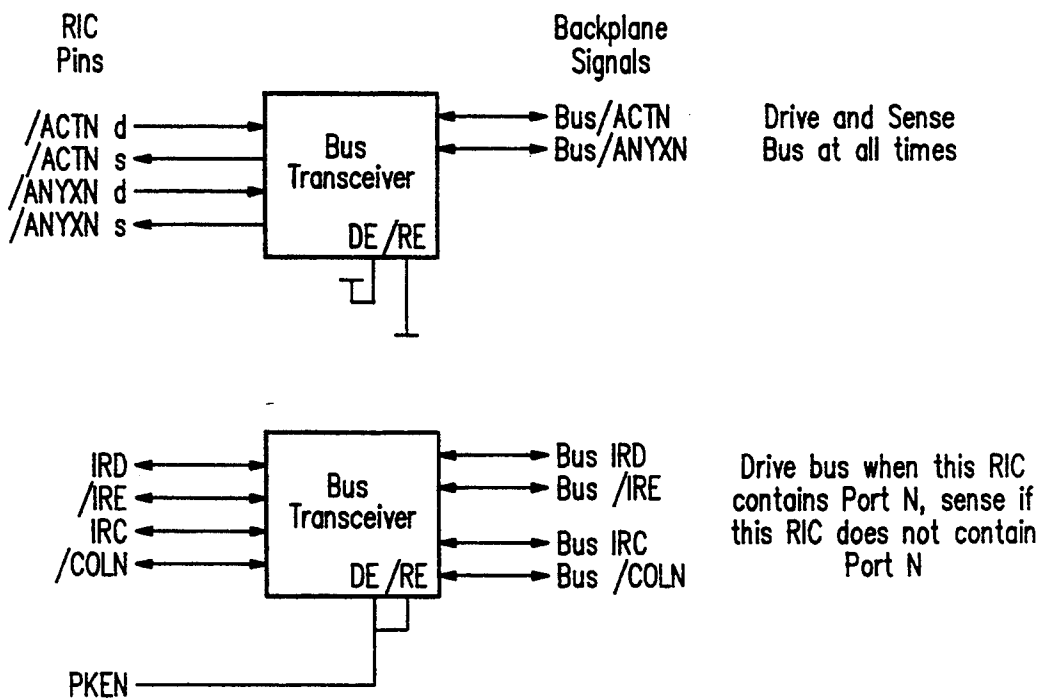 RIC
Pins
Backplane
Signals
/ACTN d
/ACTN s
/ANYXN d
/ANYXN s
Bus
Transceiver
DE /RE
Bus/ACTN
Bus/ANYXN
Drive and Sense
Bus at all times
IRD
/IRE
IRC
/COLN
Bus
Transceiver
DE /RE
Bus IRD
Bus /IRE
Bus IRC
Bus /COLN
Drive bus when this RIC
contains Port N, sense if
this RIC does not contain
Port N
PKEN